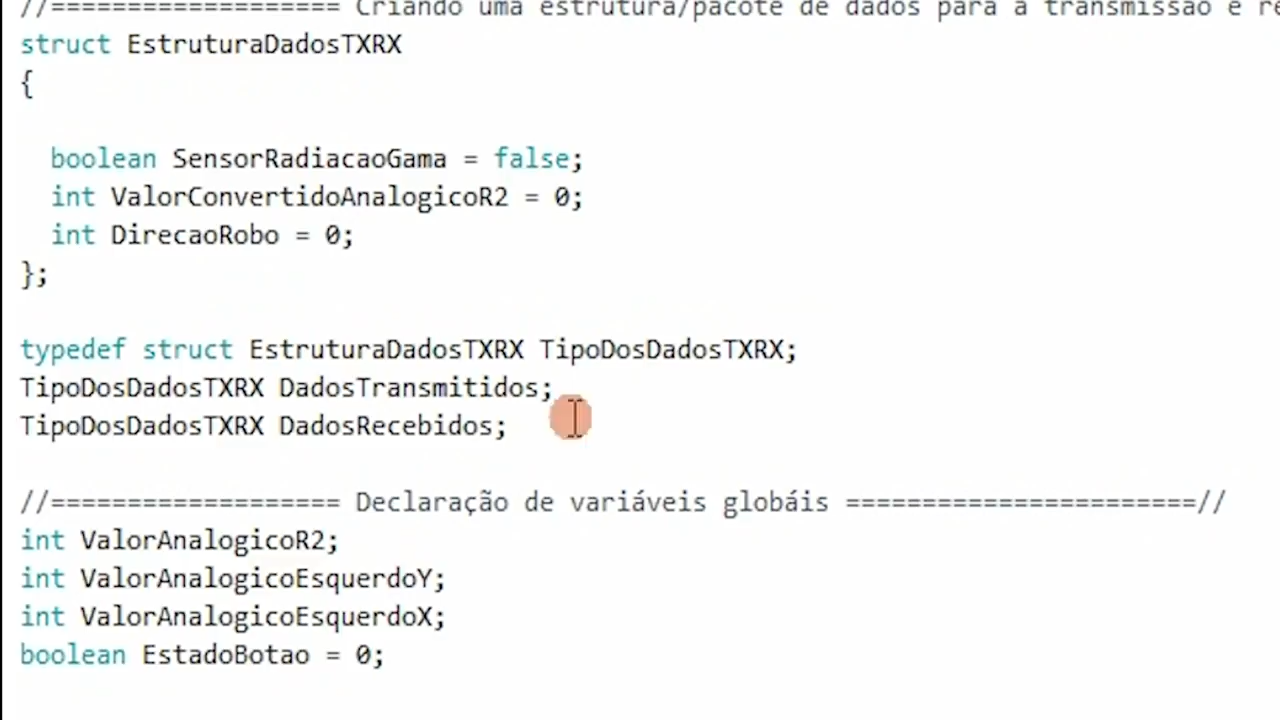 //=================== Criando uma estrutura/pacote de dados para a transmissão e
struct EstruturaDadosTXRX
{
boolean SensorRadiacaoGama = false;
int ValorConvertidoAnalogicoR2 = 0;
int DirecaoRobo = 0;
};
typedef struct EstruturaDadosTXRX TipoDosDadosTXRX;
TipoDosDadosTXRX DadosTransmitidos;
TipoDosDadosTXRX DadosRecebidos;
//=================== Declaração de variáveis globáis =======================//
int ValorAnalogicoR2;
int ValorAnalogicoEsquerdoY;
int ValorAnalogicoEsquerdoX;
boolean EstadoBotao = 0;